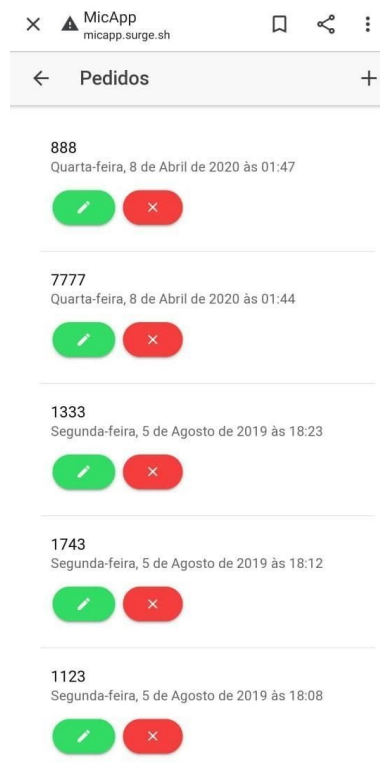 MicApp
micapp.surge.sh
Pedidos
888
Quarta-feira, 8 de Abril de 2020 às 01:47
7777
Quarta-feira, 8 de Abril de 2020 às 01:44
1333
Segunda-feira, 5 de Agosto de 2019 às 18:23
1743
Segunda-feira, 5 de Agosto de 2019 às 18:12
1123
Segunda-feira, 5 de Agosto de 2019 às 18:08